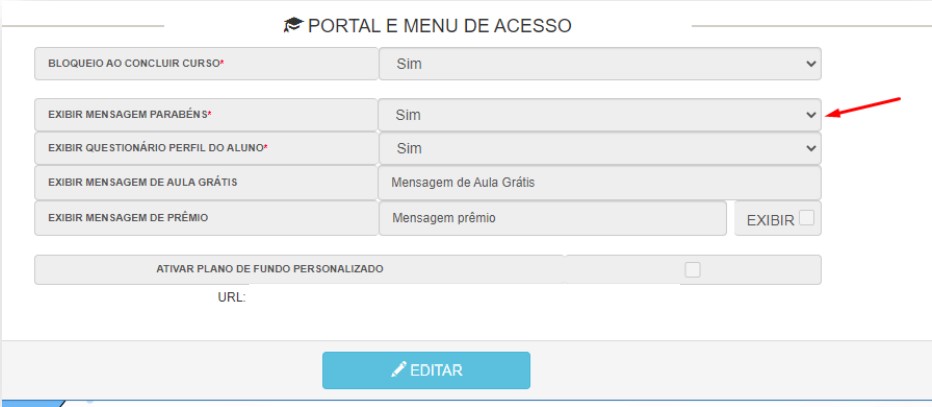 PORTAL E MENU DE ACESSO
BLOQUEIO AO CONCLUIR CURSO* Sim
EXIBIR MENSAGEM PARABÉNS* Sim
EXIBIR QUESTIONÁRIO PERFIL DO ALUNO* Sim
EXIBIR MENSAGEM DE AULA GRÁTIS Mensagem de Aula Grátis
EXIBIR MENSAGEM DE PRÊMIO Mensagem prêmio EXIBIR
ATIVAR PLANO DE FUNDO PERSONALIZADO
URL:
EDITAR